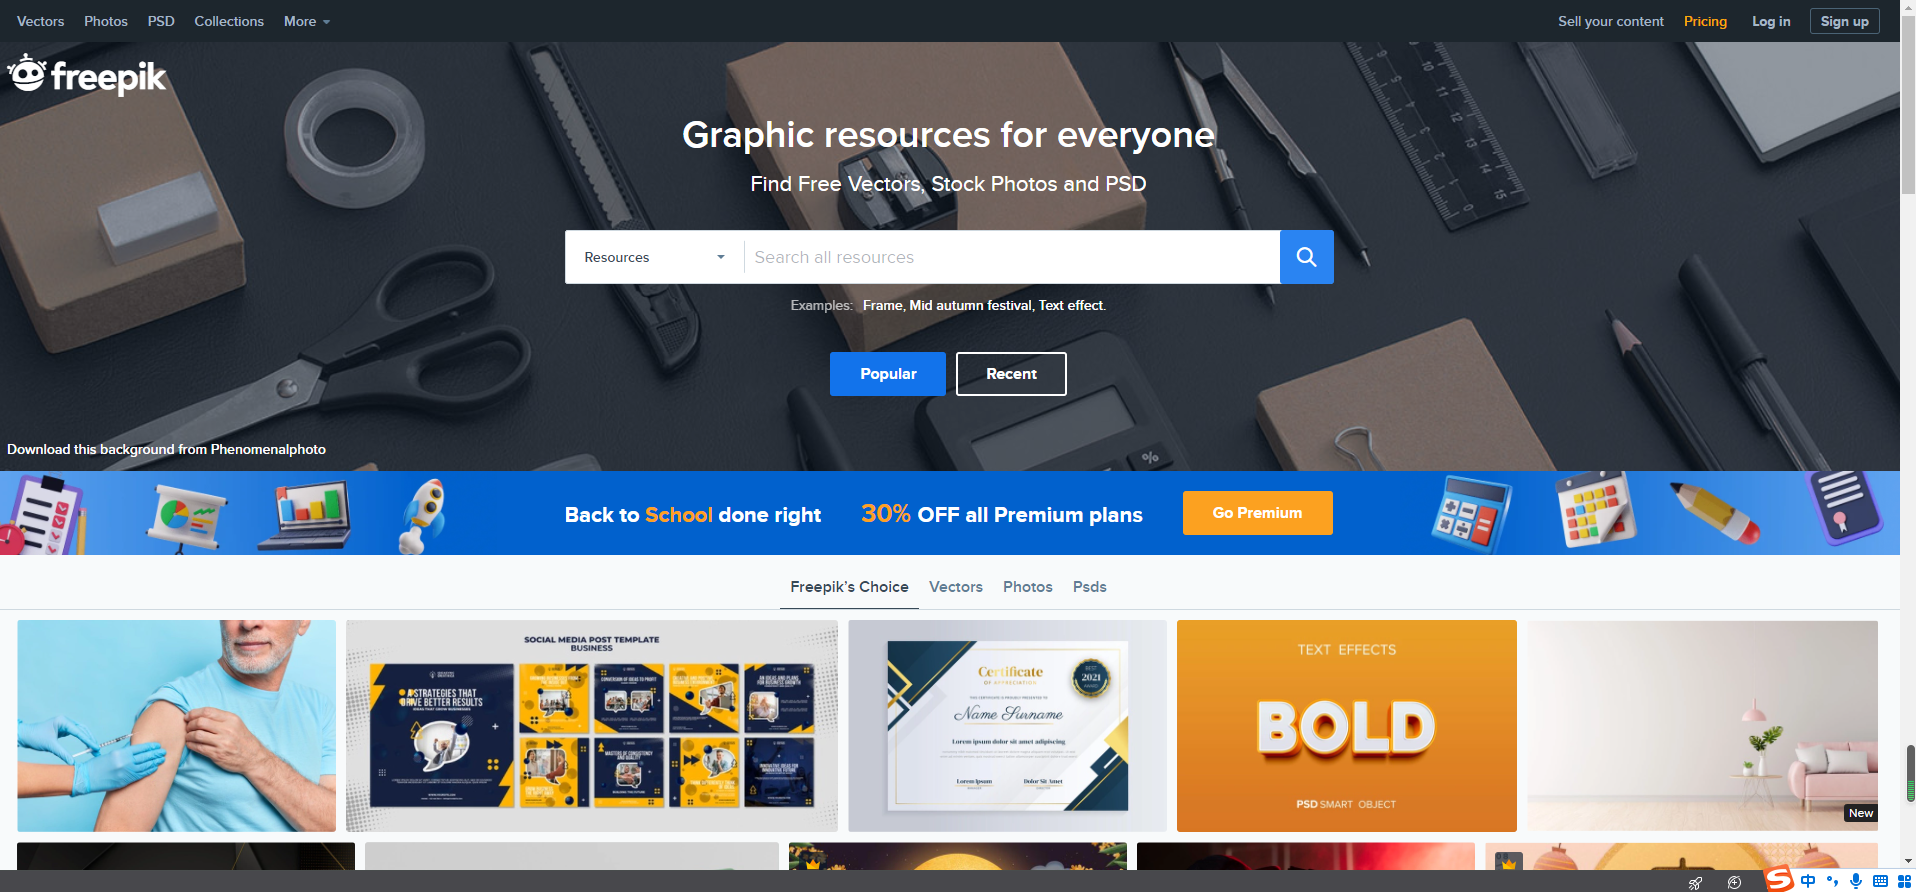 Vectors Photos PSD Collections More
Sell your content Pricing Log in Sign up
freepik
Graphic resources for everyone
Find Free Vectors, Stock Photos and PSD
Resources Search all resources
Examples: Frame, Mid autumn festival, Text effect.
Popular Recent
Download this background from Phenomenalphoto
Back to School done right 30% OFF all Premium plans Go Premium
Freepik's Choice Vectors Photos Psds
SOCIAL MEDIA POST TEMPLATE
BUSINESS
A STRATEGIES THAT
DRIVE BETTER RESULTS
Certificate
OF APPRECIATION
BEST
2021
AWARD
Name Surname
Lorem ipsum dolor sit amet adipiscing
Lorem Ipsum Dolor Sit Amet
TEXT EFFECTS
BOLD
PSD SMART OBJECT
New
中